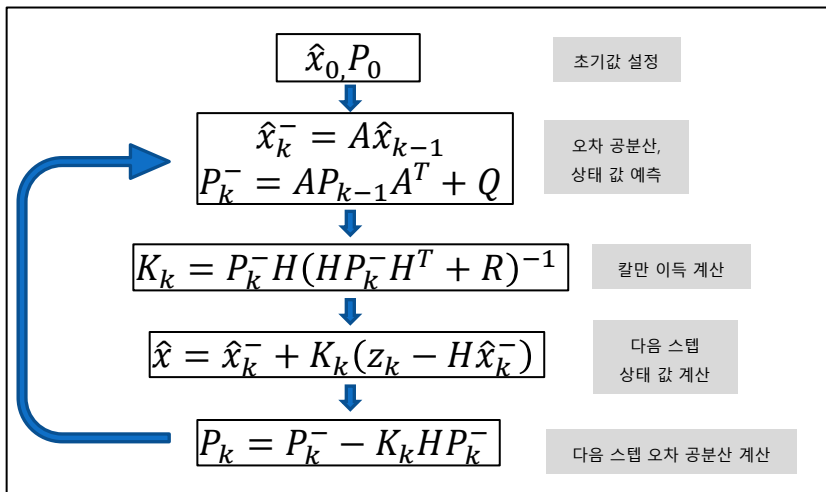 x̂₀,P₀
초기값 설정
x̂ₖ⁻ = Ax̂ₖ₋₁
Pₖ⁻ = APₖ₋₁Aᵀ + Q
오차 공분산,
상태 값 예측
Kₖ = Pₖ⁻H(HPₖ⁻Hᵀ + R)⁻¹
칼만 이득 계산
x̂ = x̂ₖ⁻ + Kₖ(zₖ − Hx̂ₖ⁻)
다음 스텝
상태 값 계산
Pₖ = Pₖ⁻ − KₖHPₖ⁻
다음 스텝 오차 공분산 계산